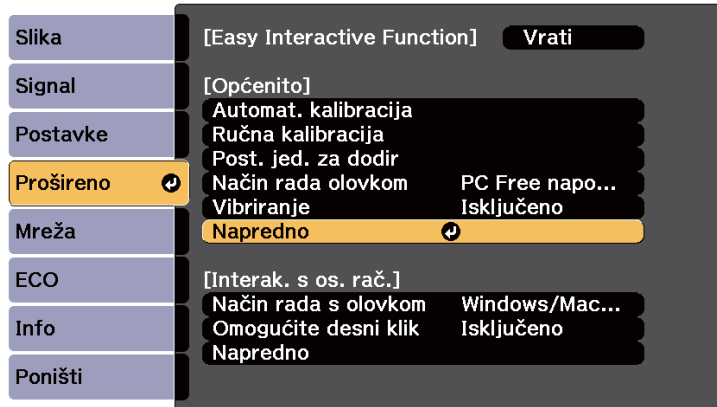 Slika
Signal
Postavke
Prošireno
Mreža
ECO
Info
Poništi
[Easy Interactive Function] Vrati
[Općenito]
Automat. kalibracija
Ručna kalibracija
Post. jed. za dodir
Način rada olovkom PC Free napo...
Vibriranje Isključeno
Napredno
[Interak. s os. rač.]
Način rada s olovkom Windows/Mac...
Omogućite desni klik Isključeno
Napredno